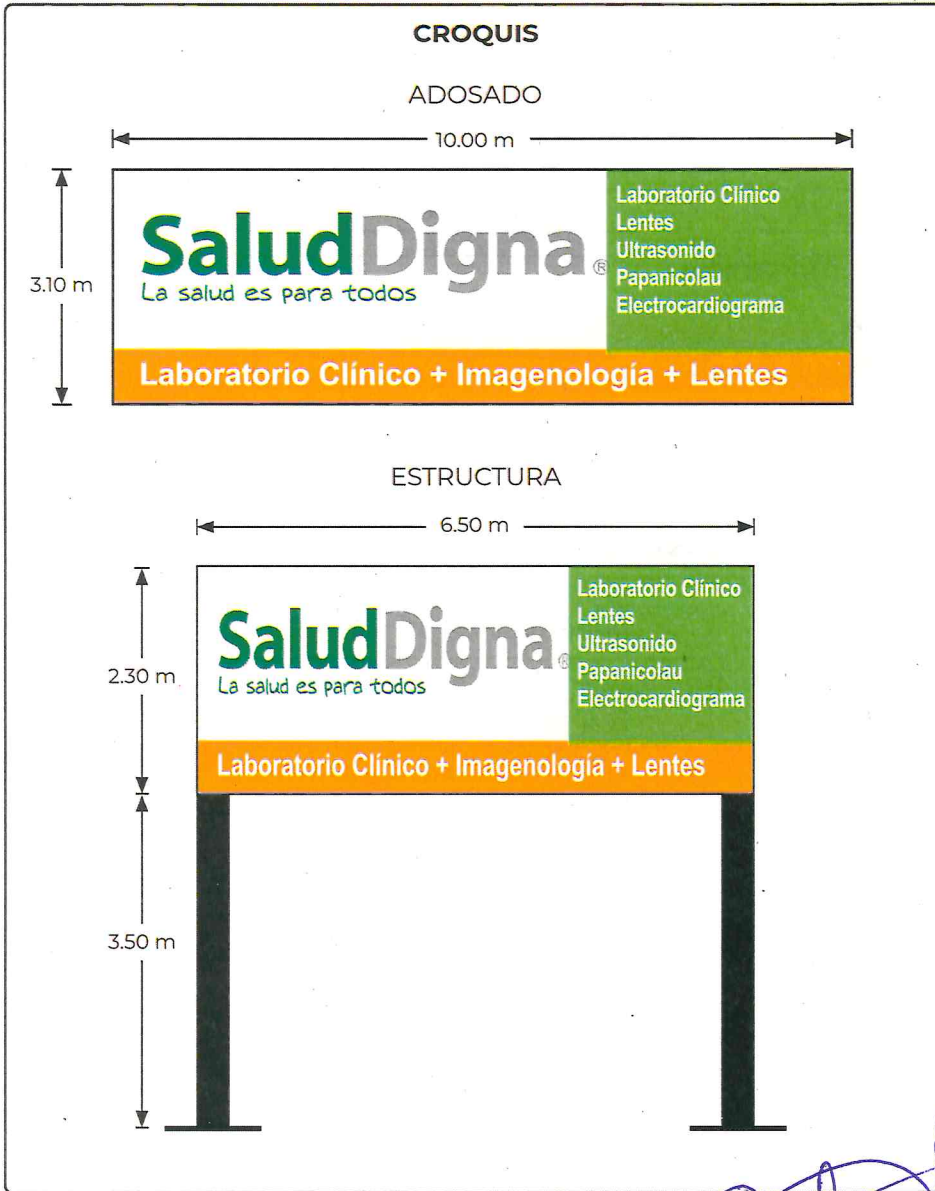 CROQUIS
ADOSADO
10.00 m
3.10 m
SaludDigna®
La salud es para todos
Laboratorio Clínico
Lentes
Ultrasonido
Papanicolau
Electrocardiograma
Laboratorio Clínico + Imagenología + Lentes
ESTRUCTURA
6.50 m
2.30 m
SaludDigna®
La salud es para todos
Laboratorio Clínico
Lentes
Ultrasonido
Papanicolau
Electrocardiograma
Laboratorio Clínico + Imagenología + Lentes
3.50 m